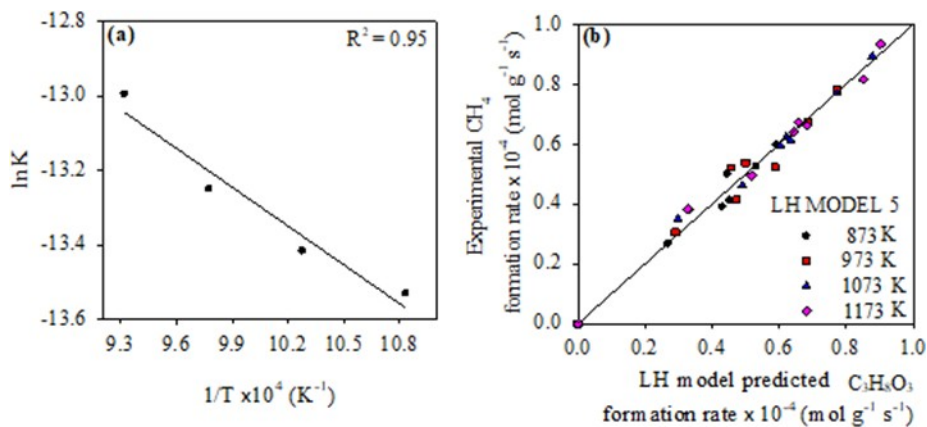 (a)
R² = 0.95
-12.8
-13.0
-13.2
-13.4
-13.6
lnK
9.3 9.6 9.9 10.2 10.5 10.8
1/T x10⁴ (K⁻¹)
(b)
1.0
0.8
0.6
0.4
0.2
0.0
Experimental CH₄
formation rate x 10⁻⁴ (mol g⁻¹ s⁻¹)
LH MODEL 5
873 K
973 K
1073 K
1173 K
0.0 0.2 0.4 0.6 0.8 1.0
LH model predicted C₃H₈O₃
formation rate x 10⁻⁴ (mol g⁻¹ s⁻¹)